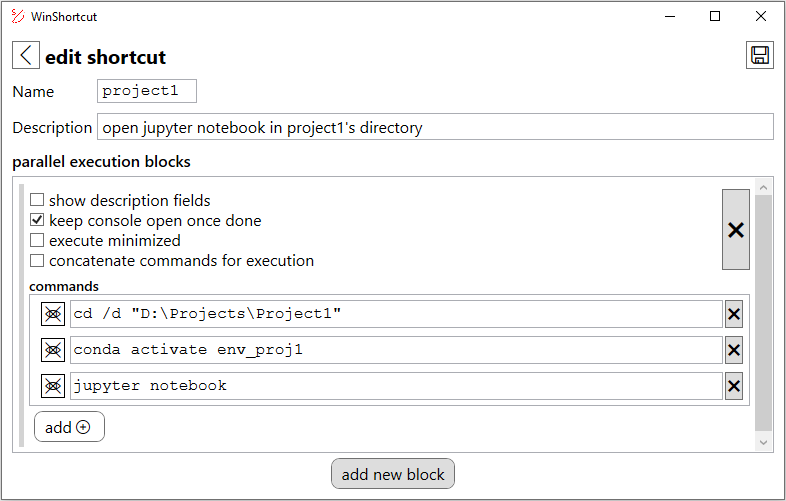 WinShortcut
edit shortcut
Name project1
Description open jupyter notebook in project1's directory
parallel execution blocks
show description fields
keep console open once done
execute minimized
concatenate commands for execution
commands
cd /d "D:\Projects\Project1"
conda activate env_proj1
jupyter notebook
add
add new block